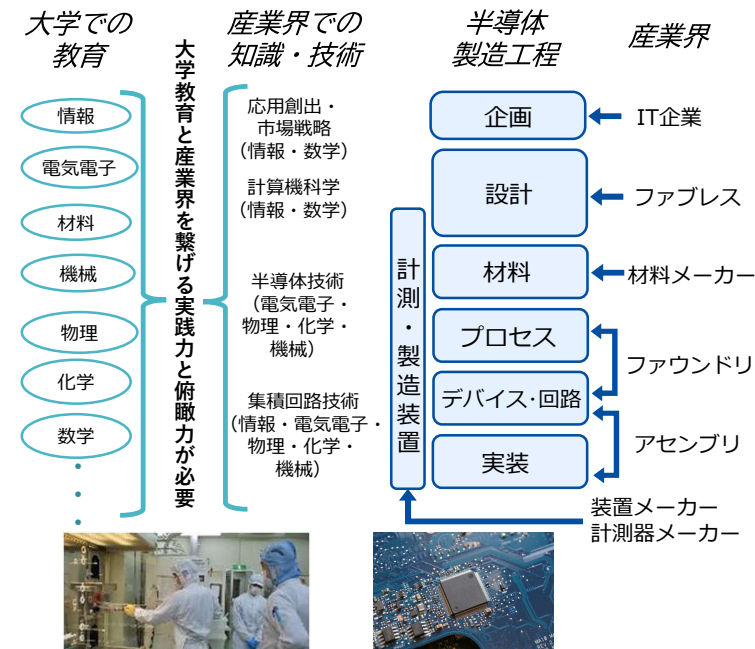 大学での
教育
情報
電気電子
材料
機械
物理
化学
数学
・
・
・
大学教育と産業界を繋げる実践力と俯瞰力が必要
産業界での
知識・技術
応用創出・
市場戦略
（情報・数学）
計算機科学
（情報・数学）
半導体技術
（電気電子・
物理・化学・
機械）
集積回路技術
（情報・電気電子・
物理・化学・
機械）
半導体
製造工程
企画
設計
材料
プロセス
デバイス・回路
実装
計測・製造装置
産業界
IT企業
ファブレス
材料メーカー
ファウンドリ
アセンブリ
装置メーカー
計測器メーカー